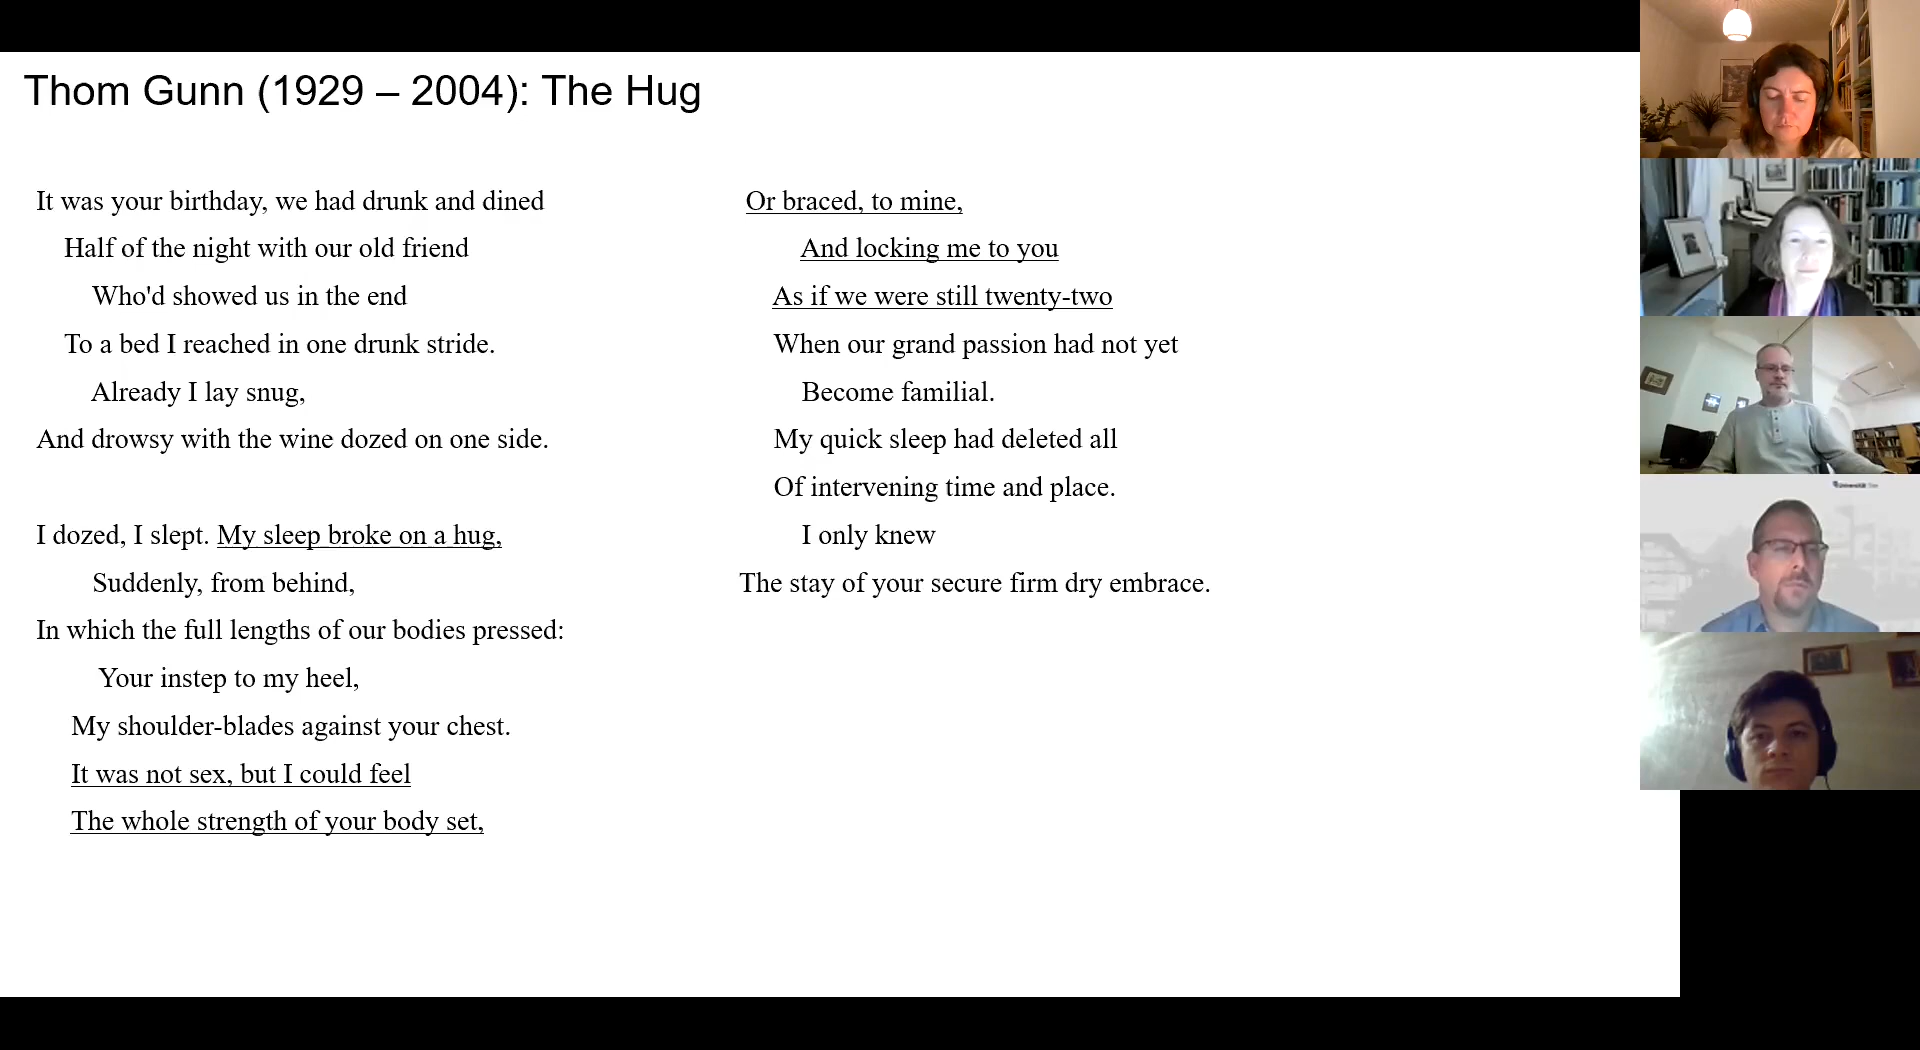 Thom Gunn (1929 – 2004): The Hug
It was your birthday, we had drunk and dined
Half of the night with our old friend
Who'd showed us in the end
To a bed I reached in one drunk stride.
Already I lay snug,
And drowsy with the wine dozed on one side.
I dozed, I slept. My sleep broke on a hug,
Suddenly, from behind,
In which the full lengths of our bodies pressed:
Your instep to my heel,
My shoulder-blades against your chest.
It was not sex, but I could feel
The whole strength of your body set,
Or braced, to mine,
And locking me to you
As if we were still twenty-two
When our grand passion had not yet
Become familial.
My quick sleep had deleted all
Of intervening time and place.
I only knew
The stay of your secure firm dry embrace.
Universität